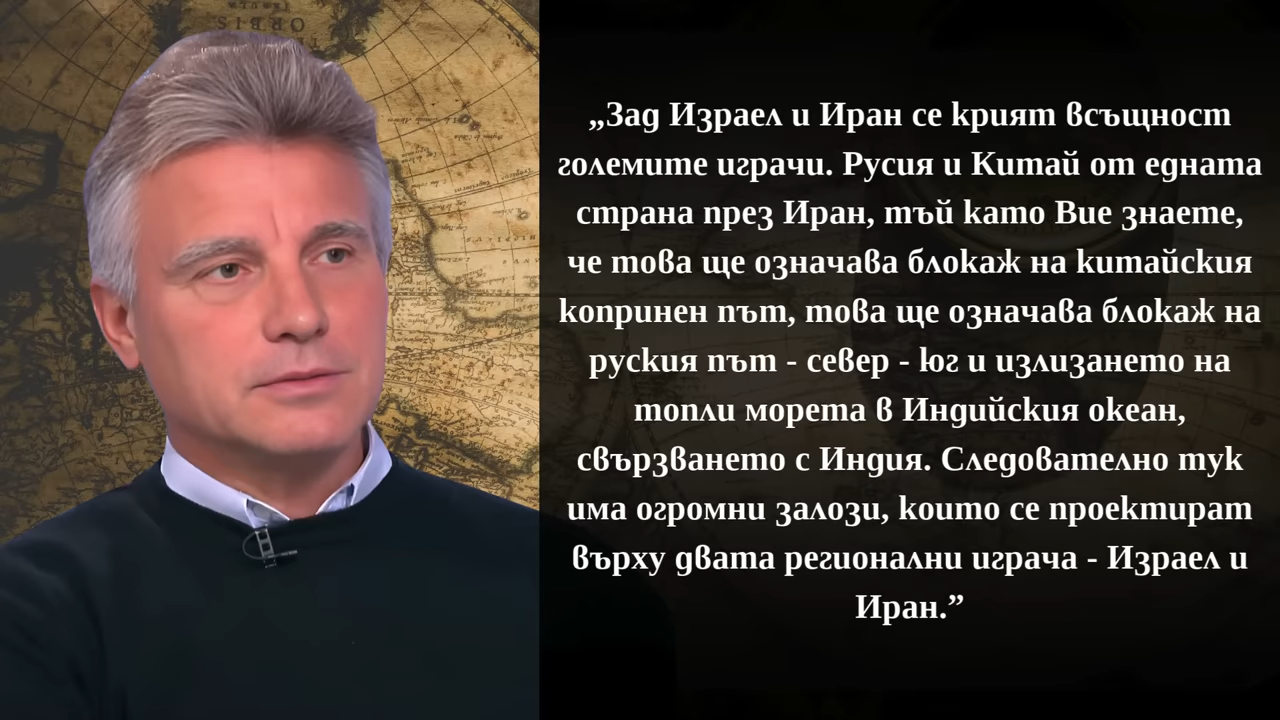 ORBIS
„Зад Израел и Иран се крият всъщност
големите играчи. Русия и Китай от едната
страна през Иран, тъй като Вие знаете,
че това ще означава блокаж на китайския
копринен път, това ще означава блокаж на
руския път - север - юг и излизането на
топли морета в Индийския океан,
свързването с Индия. Следователно тук
има огромни залози, които се проектират
върху двата регионални играча - Израел и
Иран.”